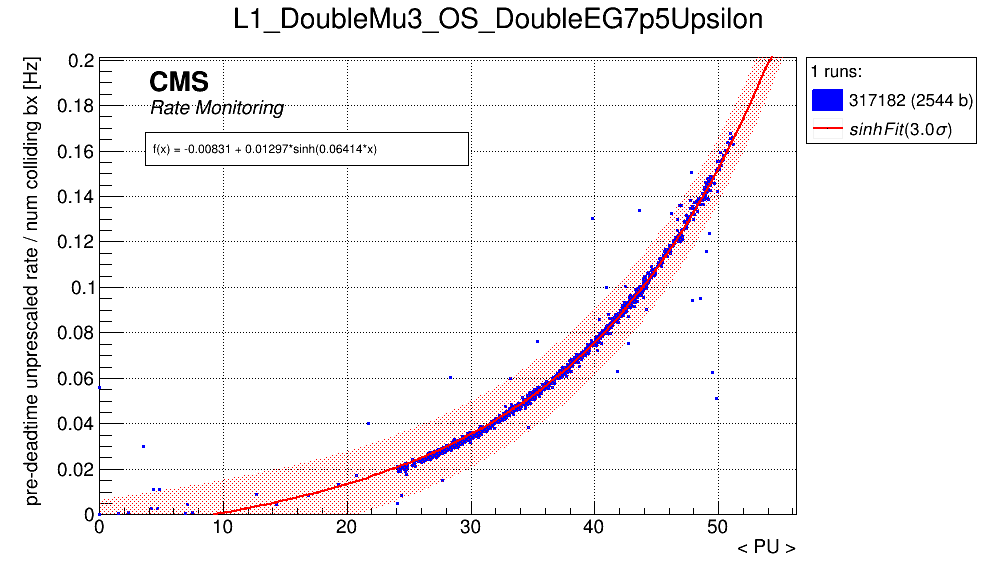 L1_DoubleMu3_OS_DoubleEG7p5Upsilon
pre-deadtime unprescaled rate / num colliding bx [Hz]
CMS
Rate Monitoring
f(x) = -0.00831 + 0.01297*sinh(0.06414*x)
1 runs:
317182 (2544 b)
sinhFit(3.0σ)
0.2
0.18
0.16
0.14
0.12
0.1
0.08
0.06
0.04
0.02
0
0 10 20 30 40 50
< PU >